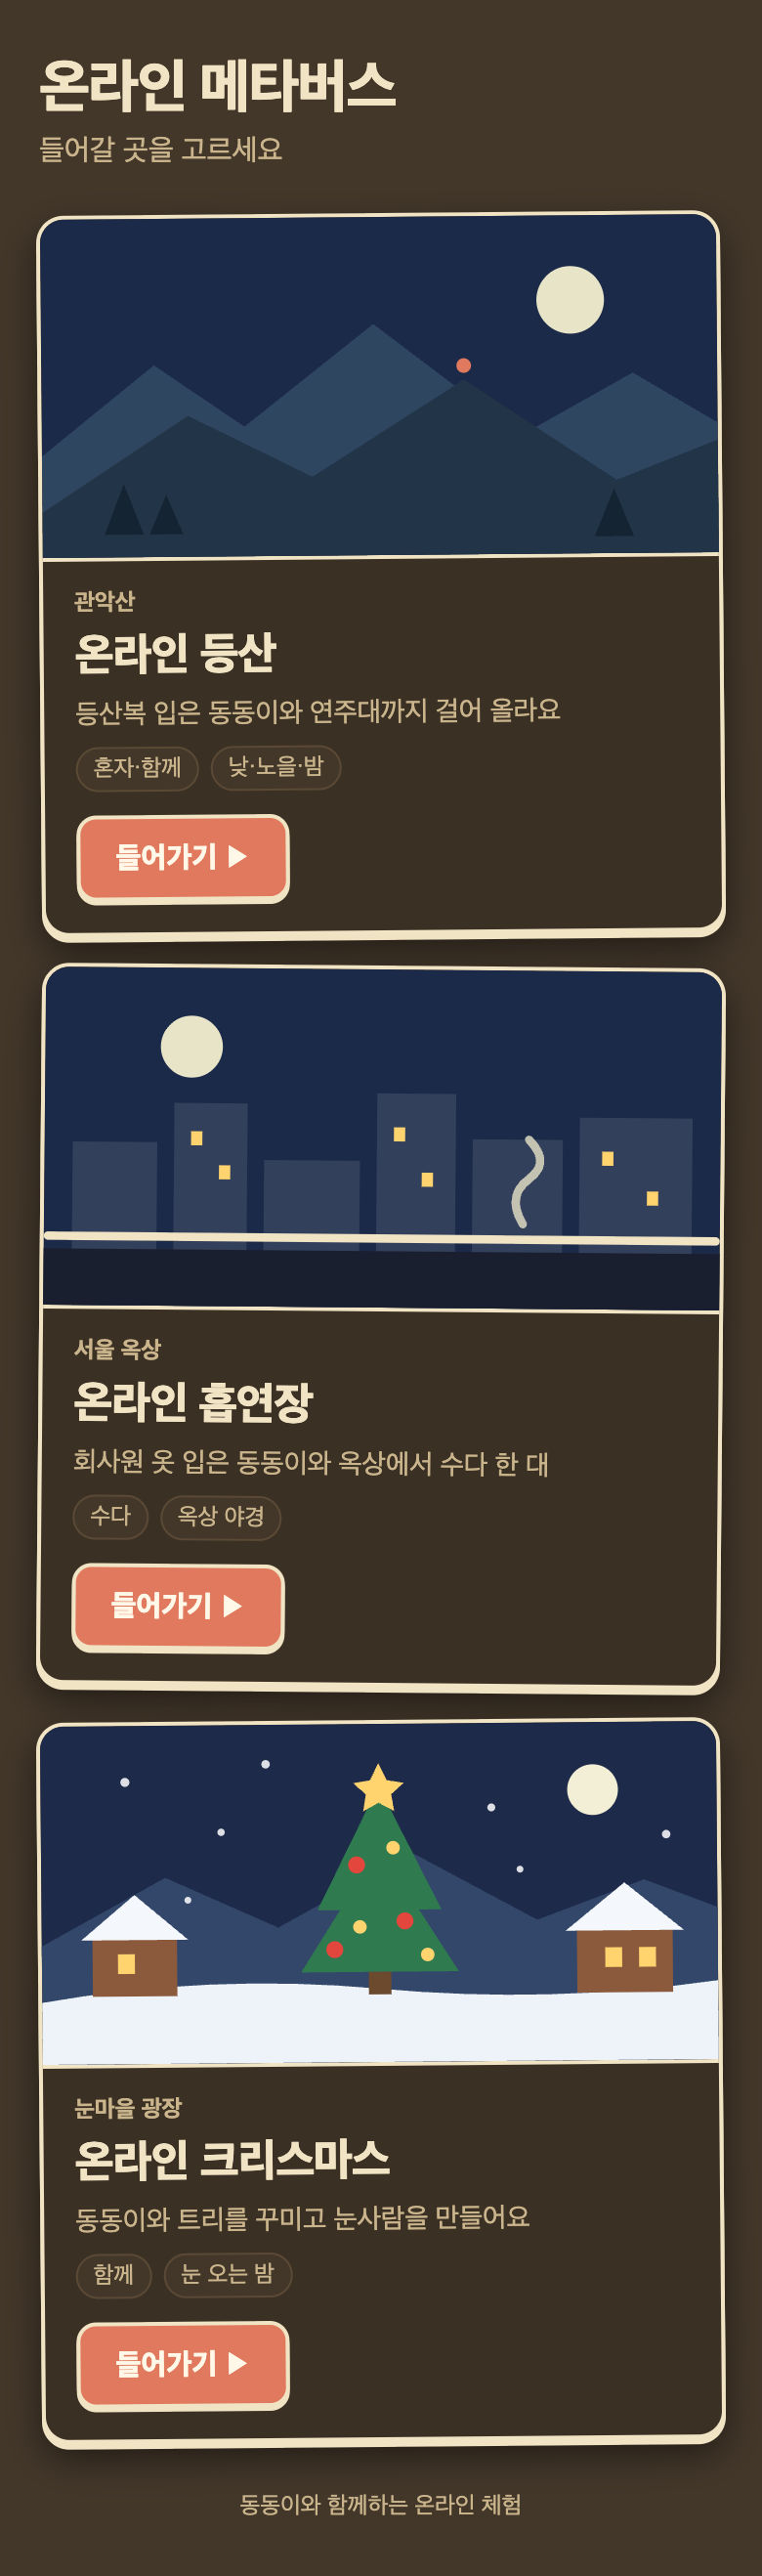 온라인 메타버스
들어갈 곳을 고르세요
관악산
온라인 등산
등산복 입은 동동이와 연주대까지 걸어 올라요
혼자·함께 낮·노을·밤
들어가기 ▶
서울 옥상
온라인 흡연장
회사원 옷 입은 동동이와 옥상에서 수다 한 대
수다 옥상 야경
들어가기 ▶
눈마을 광장
온라인 크리스마스
동동이와 트리를 꾸미고 눈사람을 만들어요
함께 눈 오는 밤
들어가기 ▶
동동이와 함께하는 온라인 체험